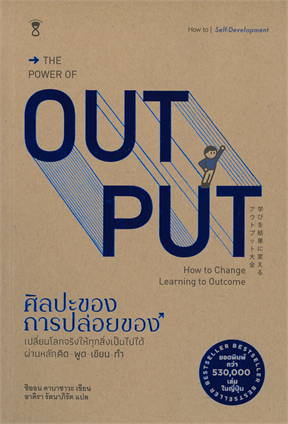 How to | Self-Development
→ THE
POWER OF
OUT
PUT
学びを結果に変える
アウトプット大全
How to Change
Learning to Outcome
ศิลปะของ
การปล่อยของ
เปลี่ยนโลกจริงให้ทุกสิ่งเป็นไปได้
ผ่านหลักคิด · พูด · เขียน · ทำ
BESTSELLER BESTSELLER BESTSELLER BESTSELLER
ยอดพิมพ์
กว่า
530,000
เล่ม
ในญี่ปุ่น
ชิออน คาบาซาวะ เขียน
อาคิรา รัตนาภิรัต แปล